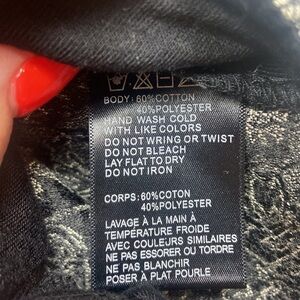 BODY: 60%COTTON
40%POLYESTER
HAND WASH COLD
WITH LIKE COLORS
DO NOT WRING OR TWIST
DO NOT BLEACH
LAY FLAT TO DRY
DO NOT IRON
CORPS: 60%COTON
40%POLYESTER
LAVAGE À LA MAIN À
TEMPÉRATURE FROIDE
AVEC COULEURS SIMILAIRES
NE PAS ESSORER OU TORDRE
NE PAS BLANCHIR
POSER À PLAT POUR LE